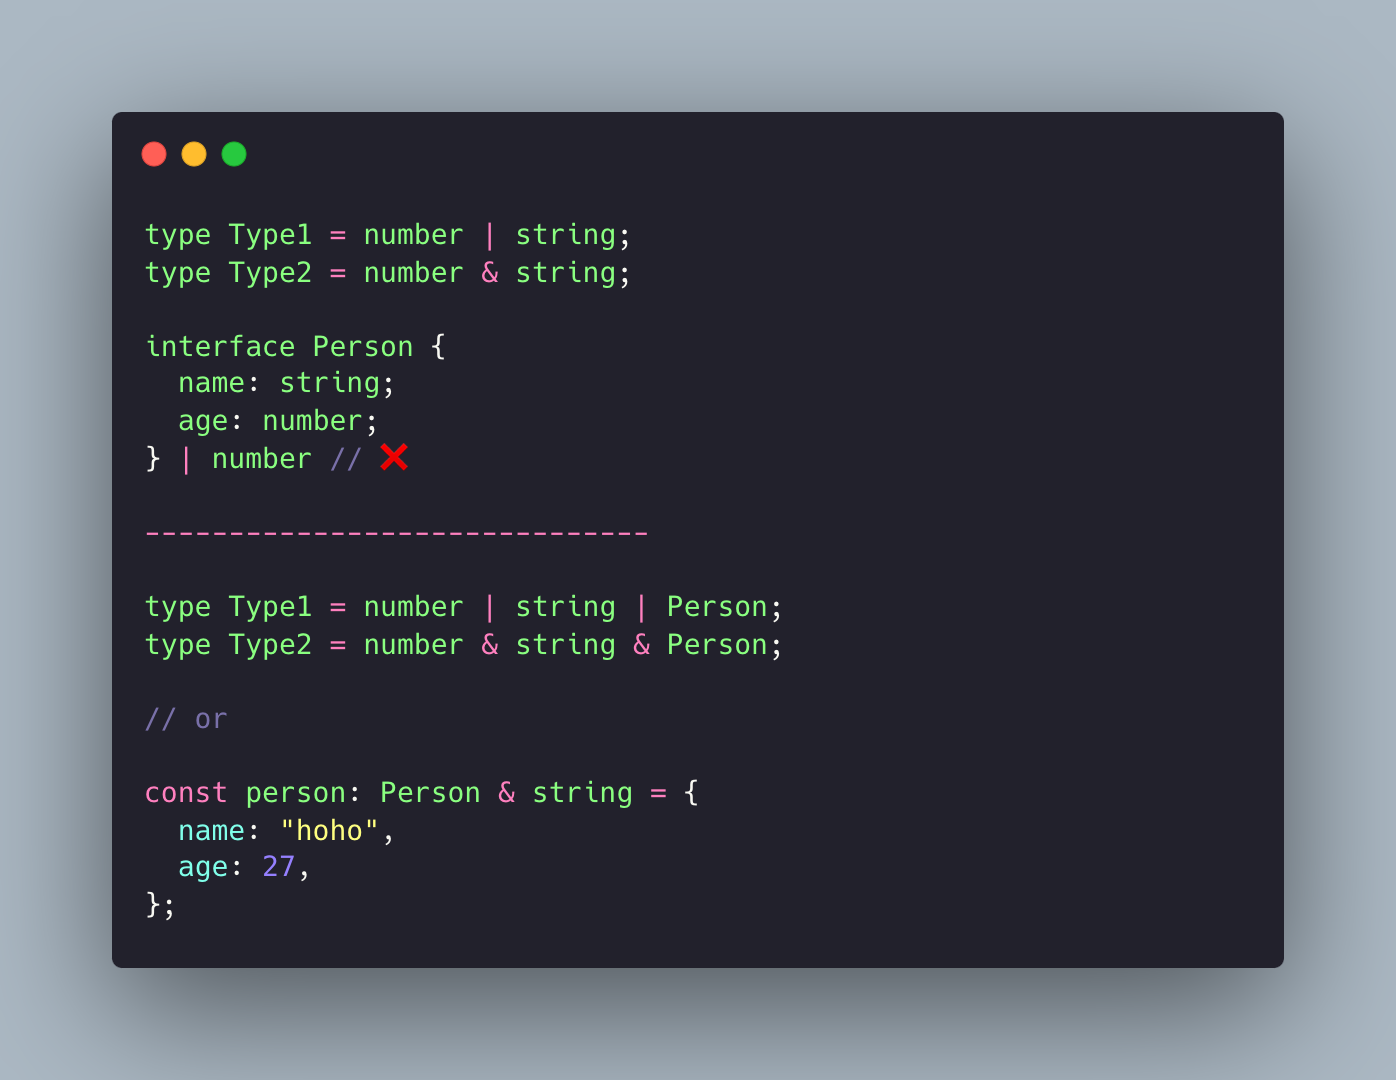 type Type1 = number | string;
type Type2 = number & string;
interface Person {
  name: string;
  age: number;
} | number // ❌
------------------------------
type Type1 = number | string | Person;
type Type2 = number & string & Person;
// or
const person: Person & string = {
  name: "hoho",
  age: 27,
};